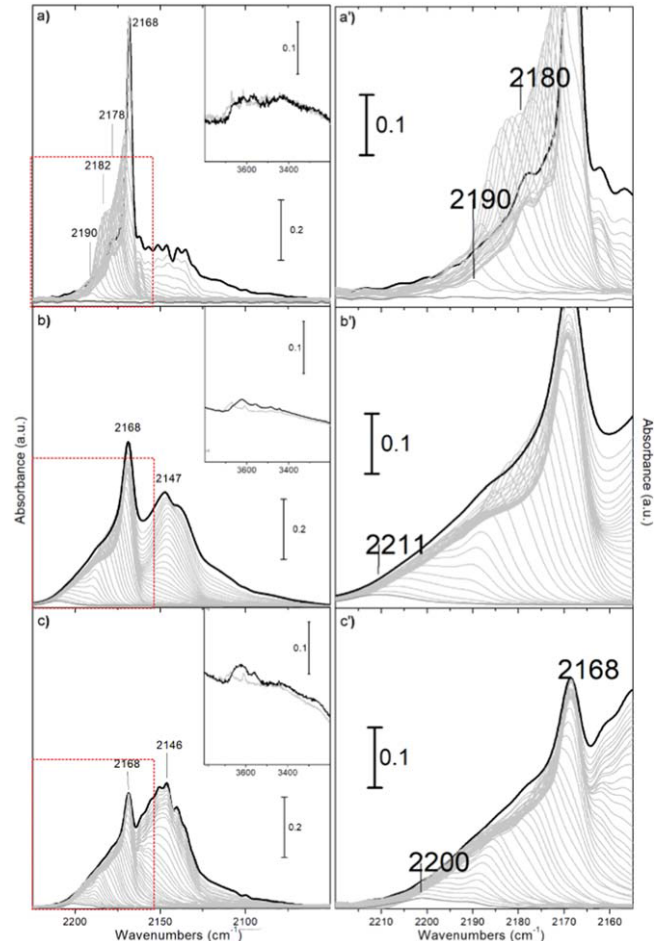 a)
2168
2178
2182
2190
0.1
3600 3400
0.2
a')
2180
2190
0.1
b)
2168
2147
0.1
3600 3400
0.2
b')
2211
0.1
c)
2168
2146
0.1
3600 3400
0.2
c')
2168
2200
0.1
Absorbance (a.u.)
Absorbance (a.u.)
2200 2150 2100
Wavenumbers (cm-1)
2210 2200 2190 2180 2170 2160
Wavenumbers (cm-1)